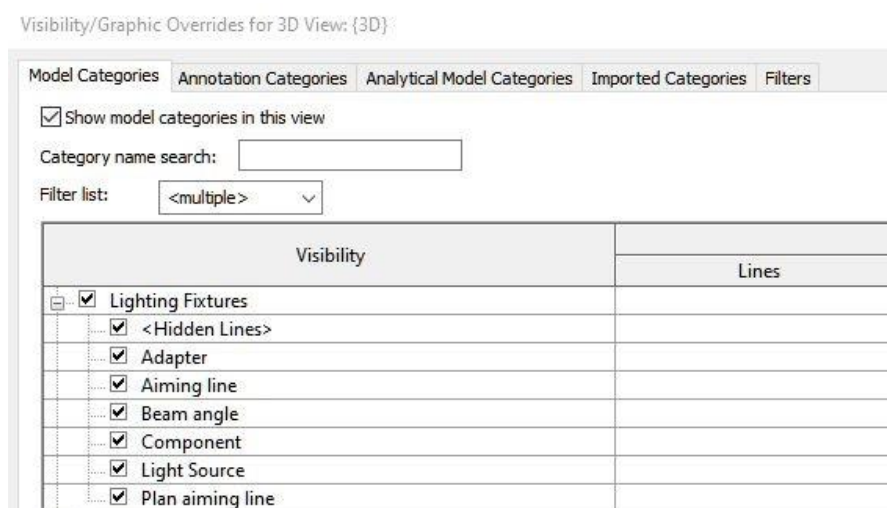 Visibility/Graphic Overrides for 3D View: {3D}
Model Categories Annotation Categories Analytical Model Categories Imported Categories Filters
Show model categories in this view
Category name search:
Filter list: <multiple>
Visibility
Lines
Lighting Fixtures
<Hidden Lines>
Adapter
Aiming line
Beam angle
Component
Light Source
Plan aiming line